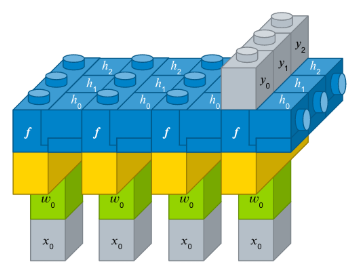 y₂
h₂ h₂ h₂ h₂
y₁
h₁ h₁ h₁ h₁
y₀
h₀ h₀ h₀ h₀
f f f f
w₀ w₀ w₀ w₀
x₀ x₀ x₀ x₀